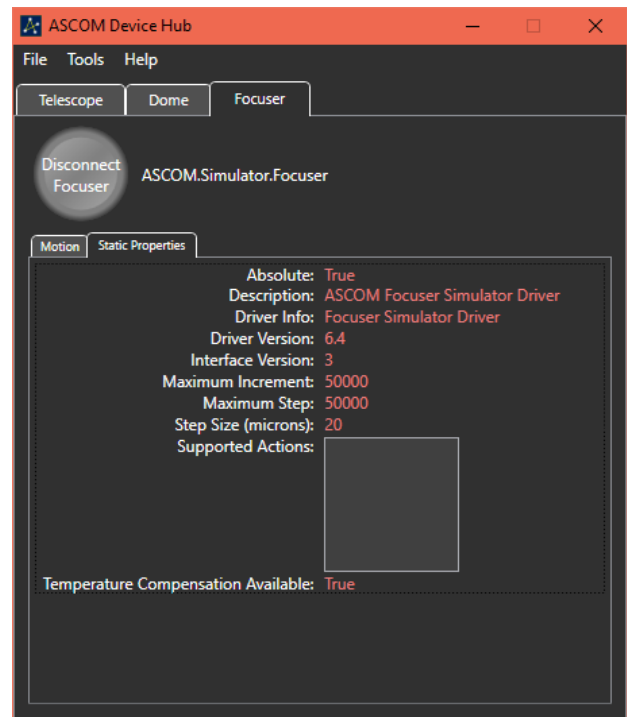 ASCOM Device Hub
File Tools Help
Telescope Dome Focuser
Disconnect
Focuser
ASCOM.Simulator.Focuser
Motion Static Properties
Absolute: True
Description: ASCOM Focuser Simulator Driver
Driver Info: Focuser Simulator Driver
Driver Version: 6.4
Interface Version: 3
Maximum Increment: 50000
Maximum Step: 50000
Step Size (microns): 20
Supported Actions:
Temperature Compensation Available: True